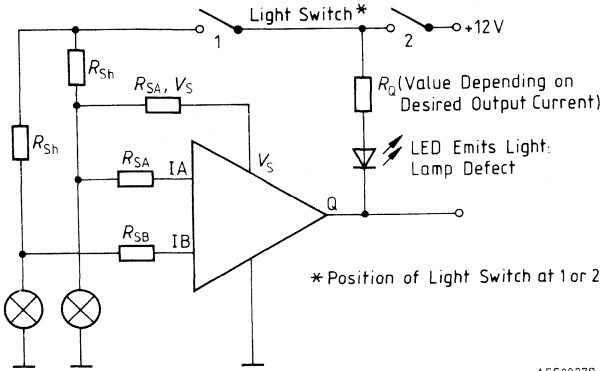 Light Switch *
1
2
+12V
R_Sh
R_SA, V_S
R_Q (Value Depending on
Desired Output Current)
R_Sh
LED Emits Light:
Lamp Defect
R_SA
IA
V_S
Q
R_SB
IB
* Position of Light Switch at 1 or 2